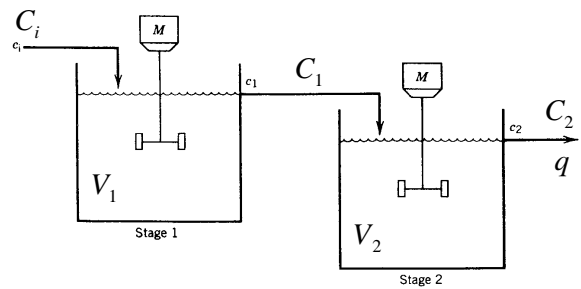 C_i
c_i
M
c_1
C_1
M
c_2
C_2
q
V_1
V_2
Stage 1
Stage 2